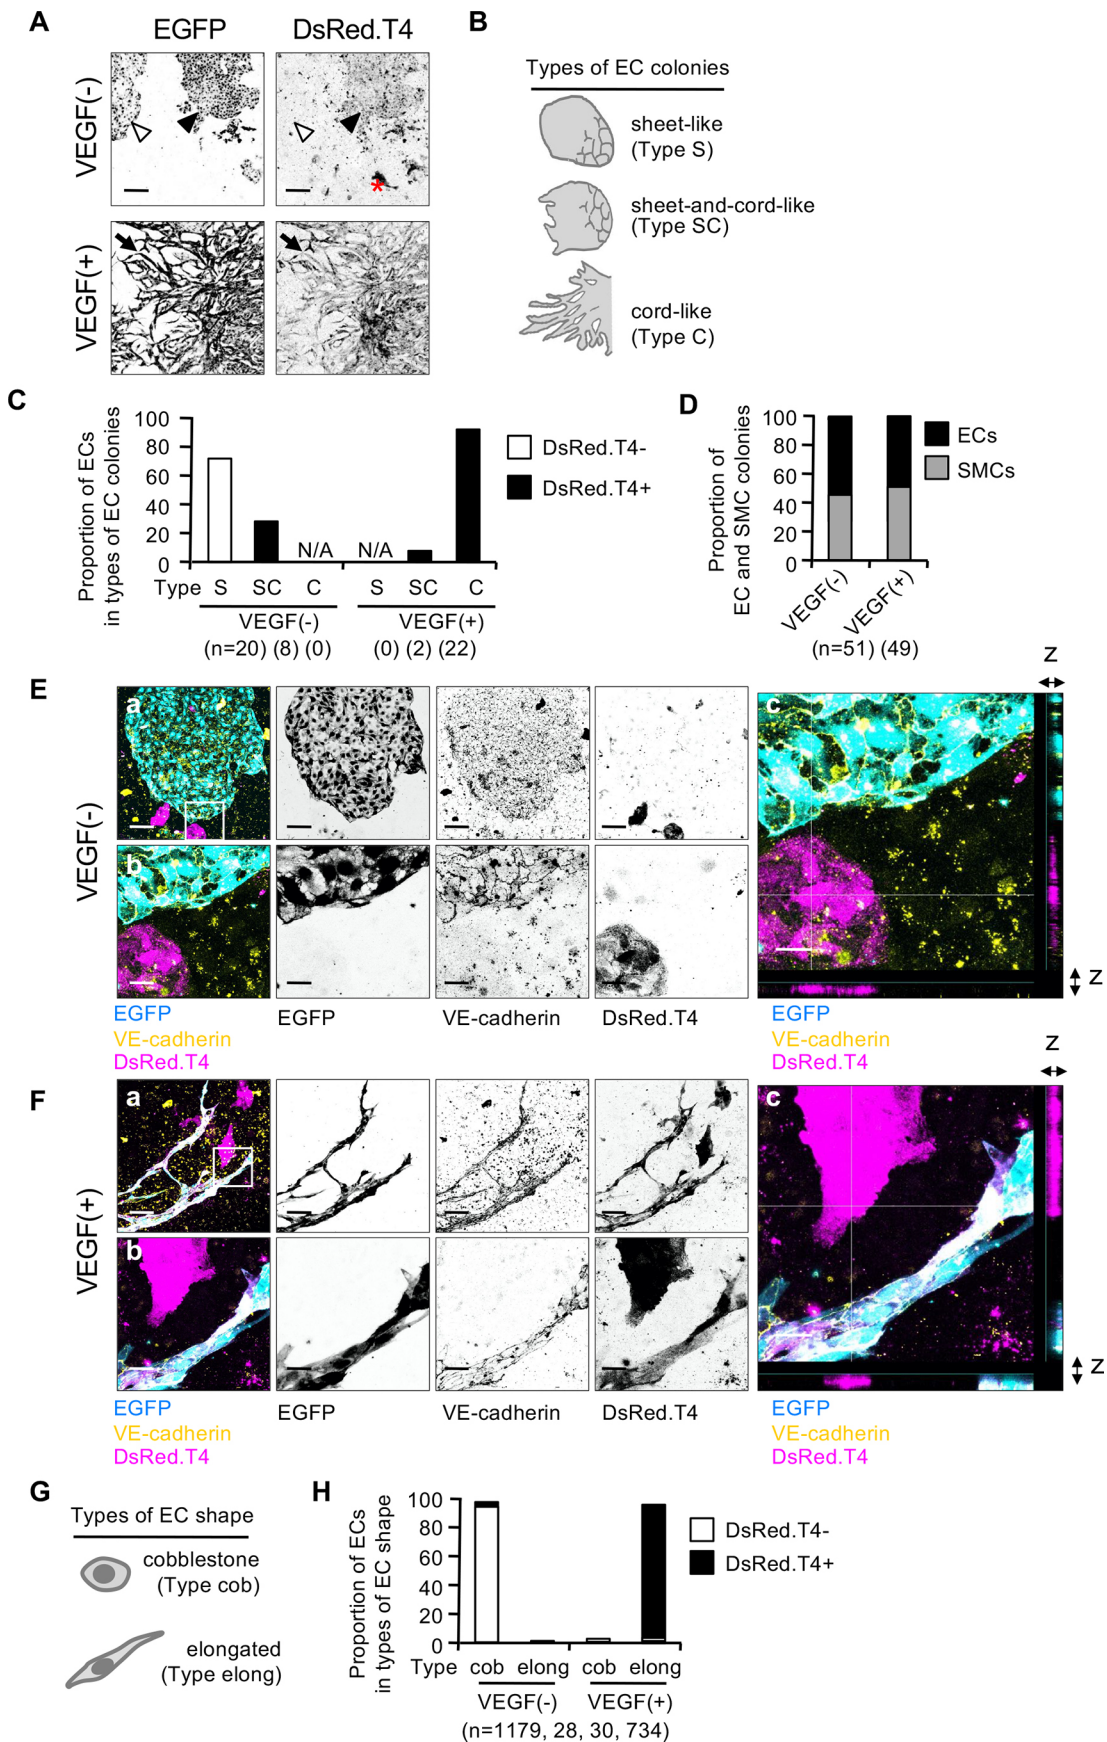 A
EGFP
DsRed.T4
VEGF(-)
*
VEGF(+)
B
Types of EC colonies
sheet-like
(Type S)
sheet-and-cord-like
(Type SC)
cord-like
(Type C)
C
Proportion of ECs
in types of EC colonies
100
80
60
40
20
0
N/A
N/A
DsRed.T4-
DsRed.T4+
Type S SC C S SC C
VEGF(-) VEGF(+)
(n=20) (8) (0) (0) (2) (22)
D
Proportion of
EC and SMC colonies
100
80
60
40
20
0
ECs
SMCs
VEGF(-)
VEGF(+)
(n=51) (49)
E
VEGF(-)
a
b
c
Z
Z
EGFP
VE-cadherin
DsRed.T4
EGFP
VE-cadherin
DsRed.T4
EGFP
VE-cadherin
DsRed.T4
F
VEGF(+)
a
b
c
Z
Z
EGFP
VE-cadherin
DsRed.T4
EGFP
VE-cadherin
DsRed.T4
EGFP
VE-cadherin
DsRed.T4
G
Types of EC shape
cobblestone
(Type cob)
elongated
(Type elong)
H
Proportion of ECs
in types of EC shape
100
80
60
40
20
0
DsRed.T4-
DsRed.T4+
Type cob elong cob elong
VEGF(-) VEGF(+)
(n=1179, 28, 30, 734)